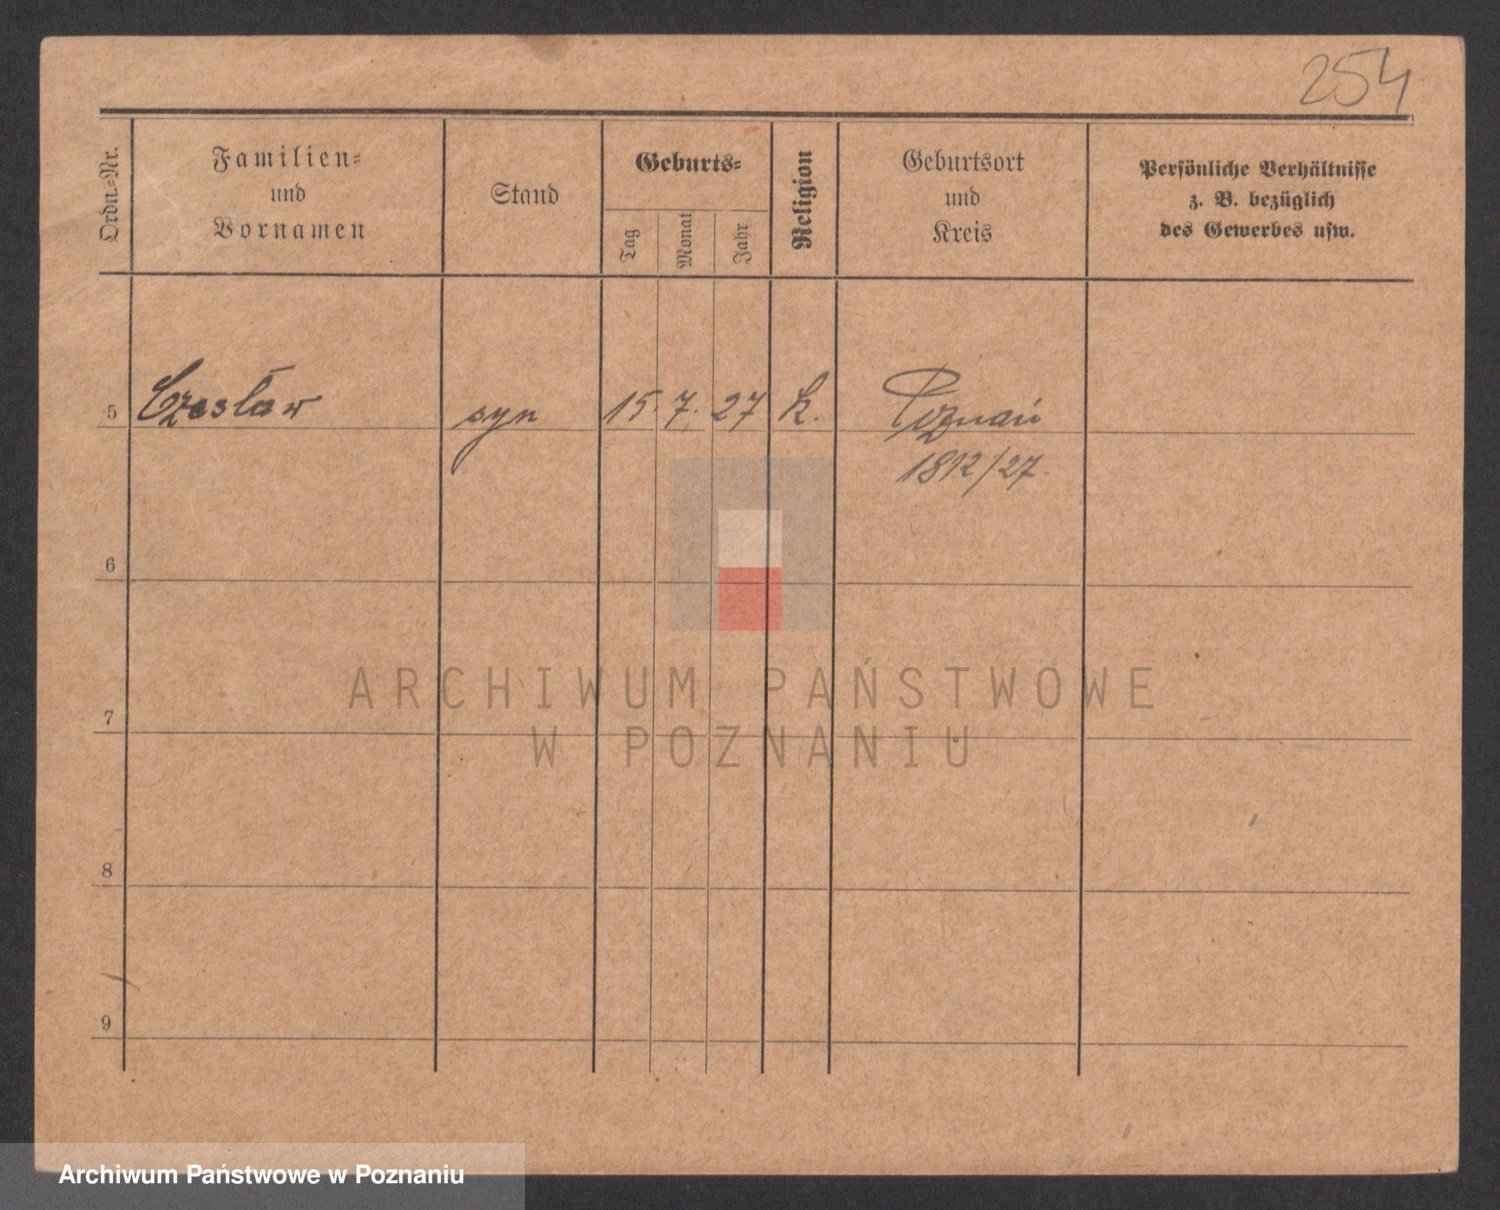 254
Ordn.-Nr.
Familien-
und
Vornamen
Stand
Geburts-
Tag
Monat
Jahr
Religion
Geburtsort
und
Kreis
Persönliche Verhältnisse
z. B. bezüglich
des Gewerbes usw.
5 Czesław syn 15. 7. 27 k. Poznań
1812/27.
6
7
8
9
ARCHIWUM PAŃSTWOWE
W POZNANIU
Archiwum Państwowe w Poznaniu